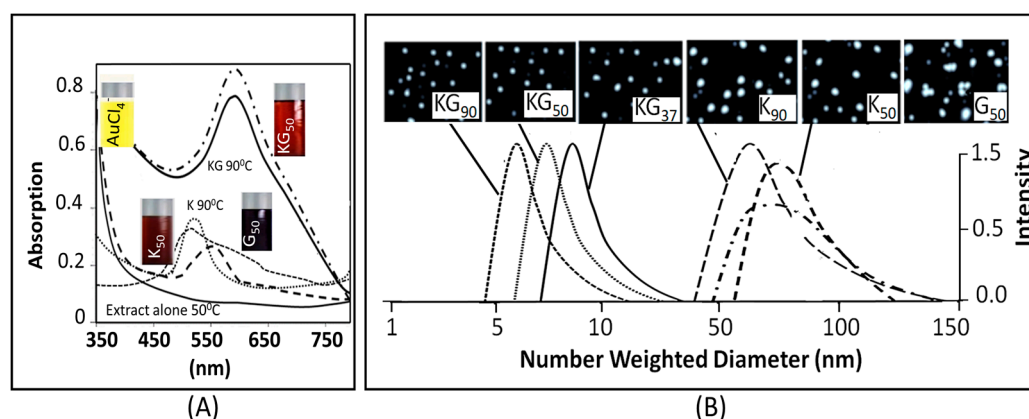 0.8
0.6
0.4
0.2
0
Absorption
AuCl4
KG50
KG 90⁰C
K 90⁰C
K50
G50
Extract alone 50⁰C
350 450 550 650 750
(nm)
(A)
KG90 KG50 KG37 K90 K50 G50
1.5
0.5
0.0
Intensity
1 5 10 50 100 150
Number Weighted Diameter (nm)
(B)